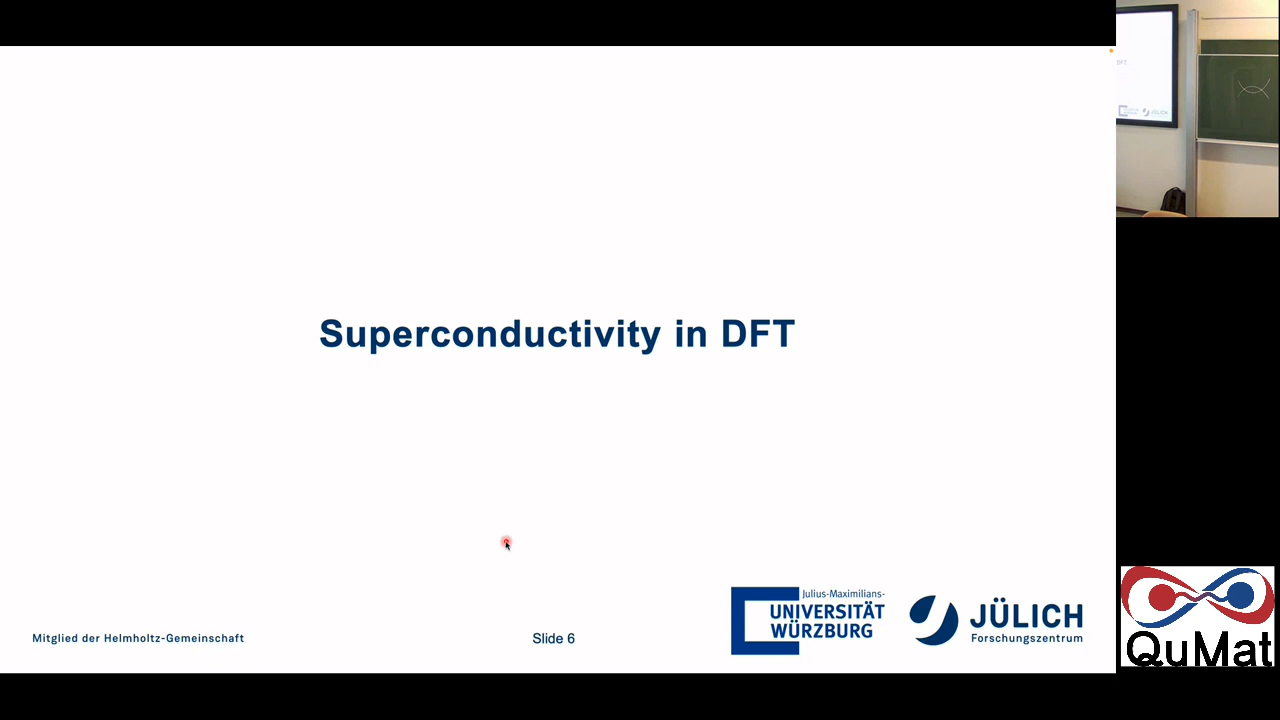 Superconductivity in DFT
Mitglied der Helmholtz-Gemeinschaft
Slide 6
Julius-Maximilians-
UNIVERSITÄT
WÜRZBURG
JÜLICH
Forschungszentrum
QuMat